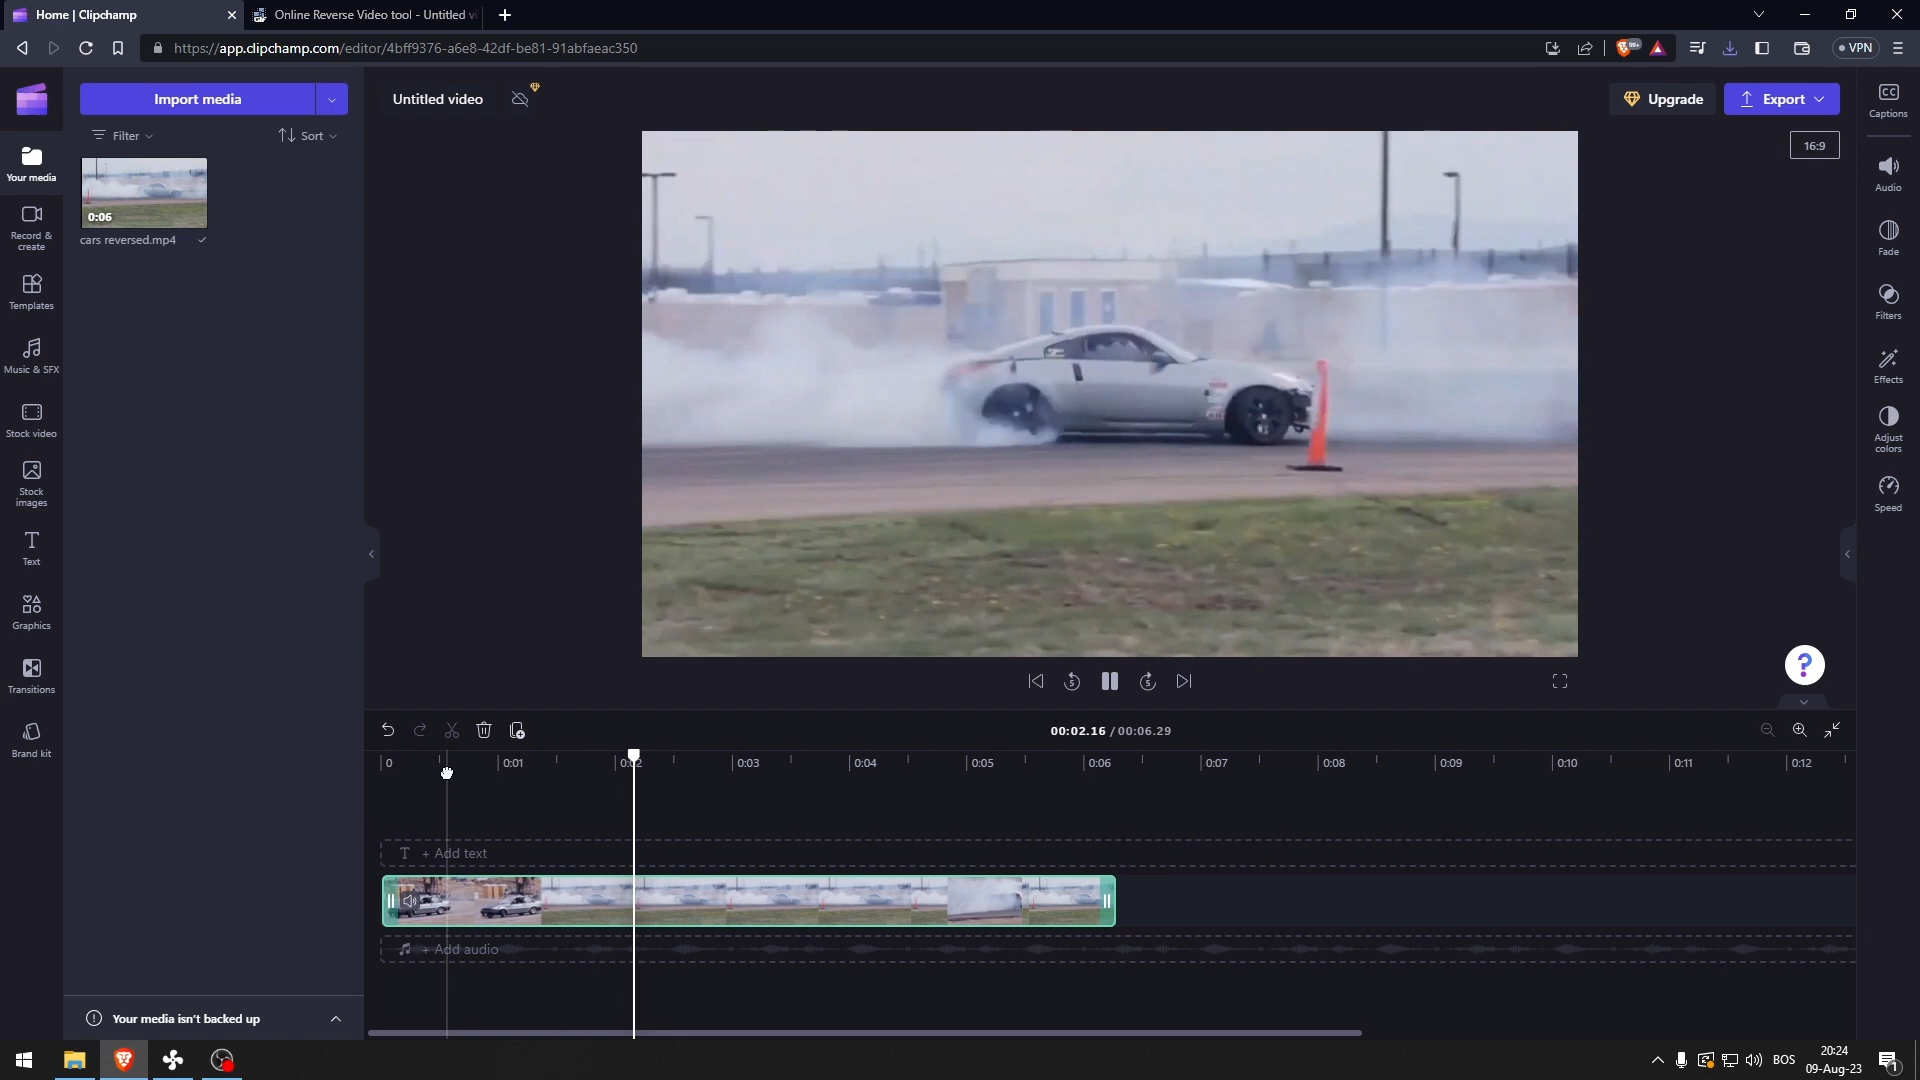 Home | Clipchamp
Online Reverse Video tool - Untitled v
https://app.clipchamp.com/editor/4bff9376-a6e8-42df-be81-91abfaeac350
99+
VPN
Import media
Untitled video
Upgrade
Export
Captions
Filter
Sort
16:9
0:06
cars reversed.mp4
Your media
Record & create
Templates
Music & SFX
Stock video
Stock images
Text
Graphics
Transitions
Brand kit
CC
Audio
Fade
Filters
Effects
Adjust colors
Speed
5
5
?
00:02.16 / 00:06.29
0
0:01
0:02
0:03
0:04
0:05
0:06
0:07
0:08
0:09
0:10
0:11
0:12
T + Add text
+ Add audio
Your media isn't backed up
BOS
20:24
09-Aug-23
1